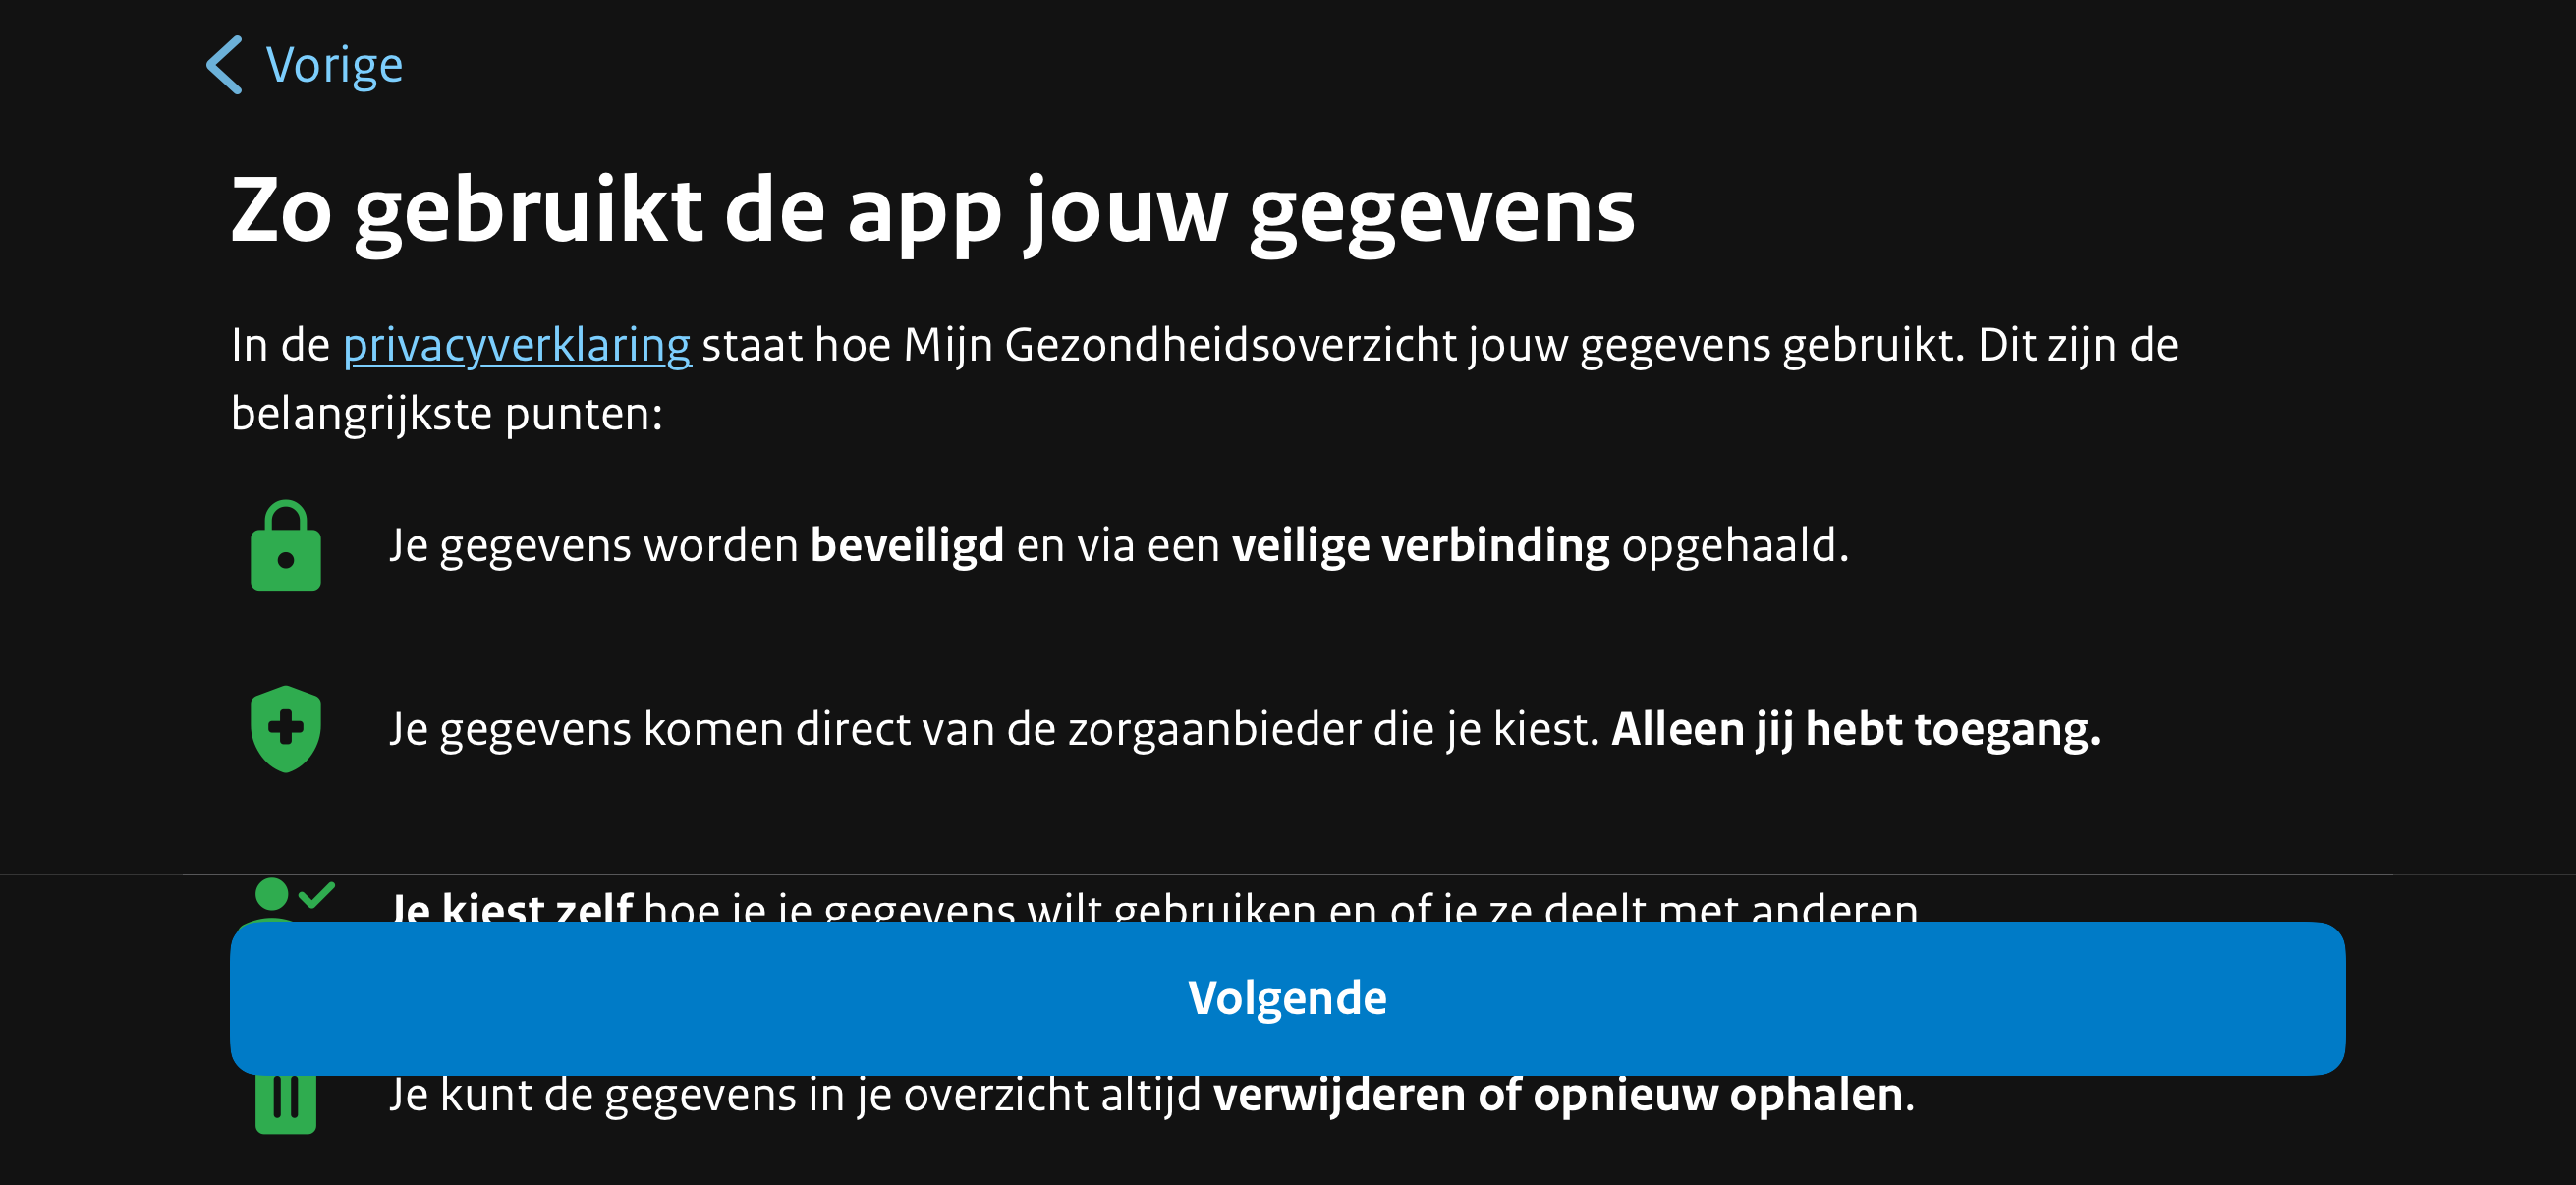 Vorige
Zo gebruikt de app jouw gegevens
In de privacyverklaring staat hoe Mijn Gezondheidsoverzicht jouw gegevens gebruikt. Dit zijn de
belangrijkste punten:
Je gegevens worden beveiligd en via een veilige verbinding opgehaald.
Je gegevens komen direct van de zorgaanbieder die je kiest. Alleen jij hebt toegang.
Je kiest zelf hoe je je gegevens wilt gebruiken en of je ze deelt met anderen
Volgende
Je kunt de gegevens in je overzicht altijd verwijderen of opnieuw ophalen.